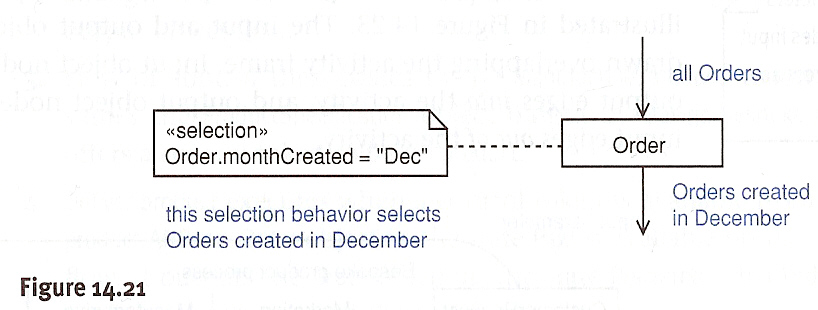 all Orders
«selection»
Order.monthCreated = "Dec"
Order
this selection behavior selects
Orders created in December
Orders created
in December
Figure 14.21